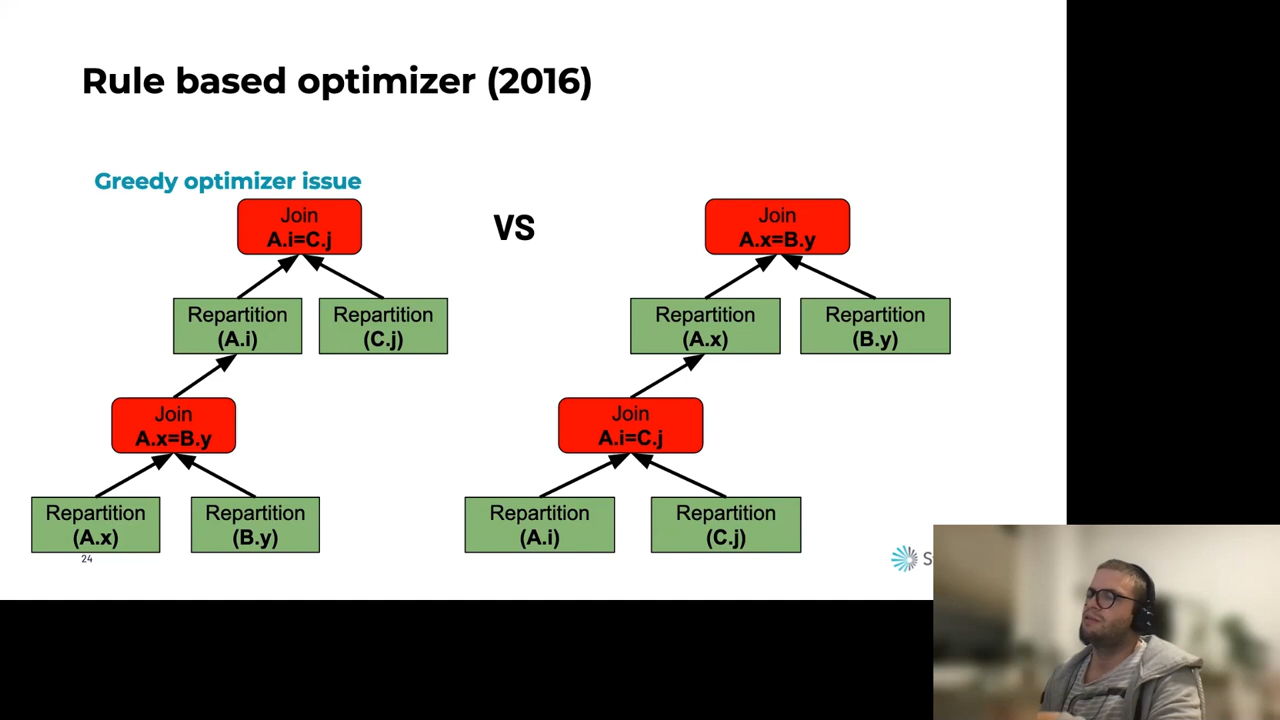 Rule based optimizer (2016)
Greedy optimizer issue
Join
A.i=C.j
VS
Join
A.x=B.y
Repartition
(A.i)
Repartition
(C.j)
Repartition
(A.x)
Repartition
(B.y)
Join
A.x=B.y
Join
A.i=C.j
Repartition
(A.x)
Repartition
(B.y)
Repartition
(A.i)
Repartition
(C.j)
24